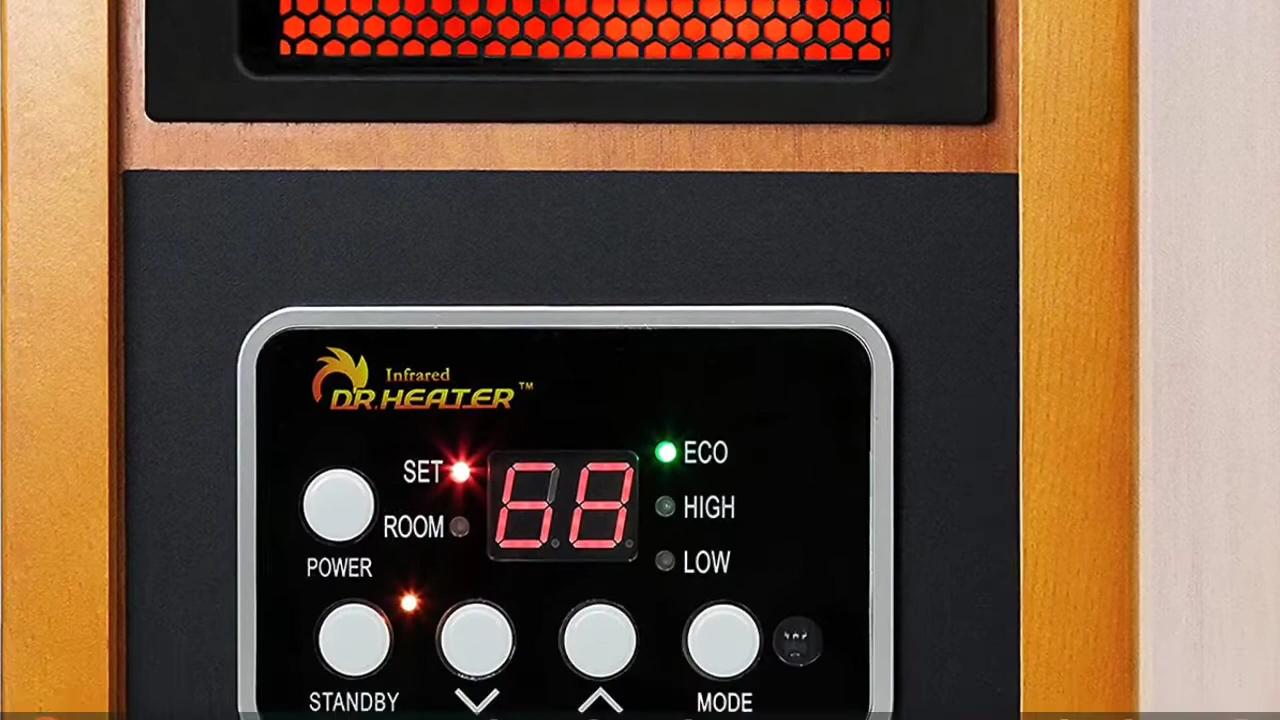 Infrared
DR. HEATER™
SET
ECO
68
ROOM
HIGH
POWER
LOW
STANDBY
MODE